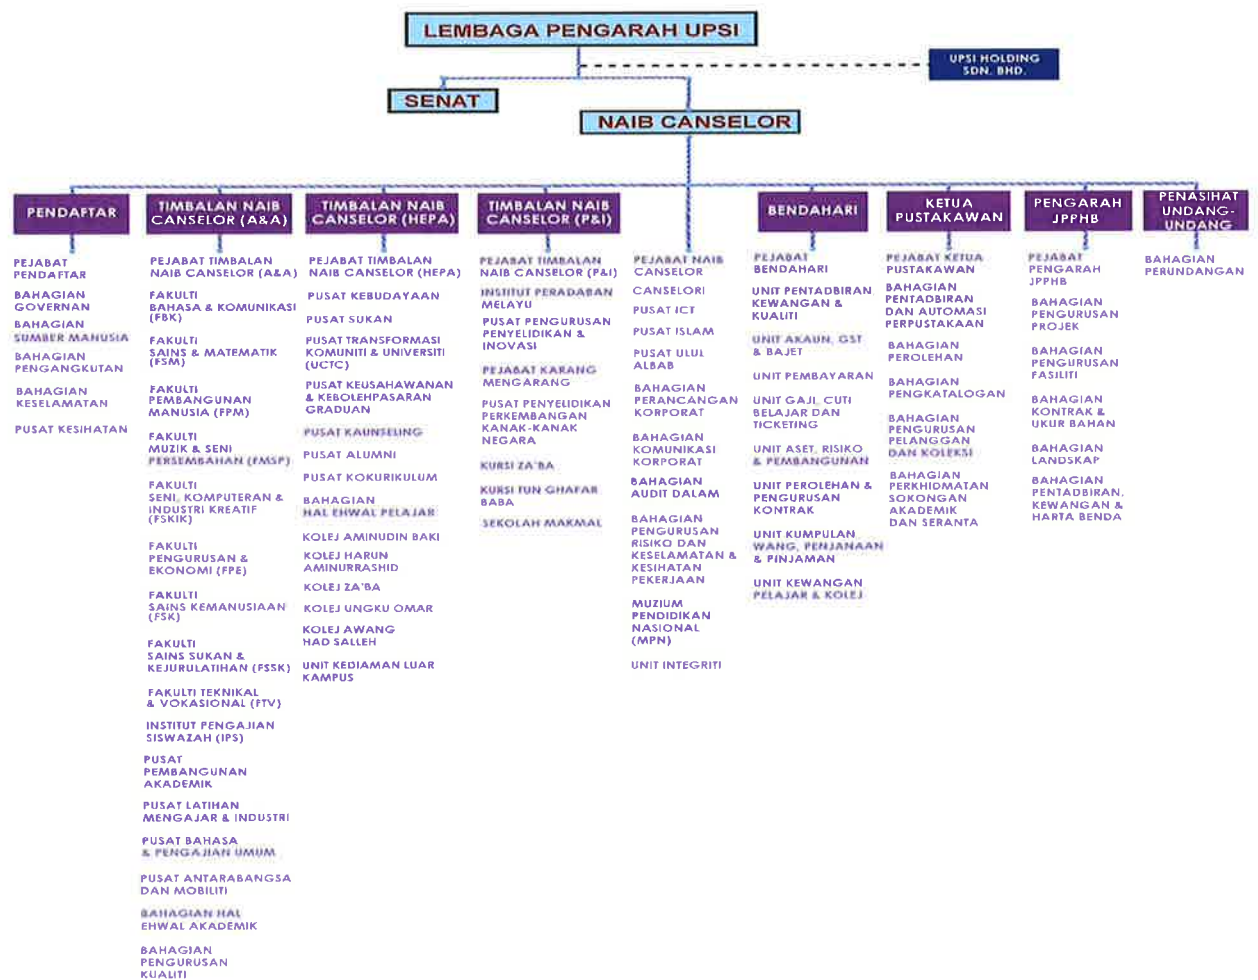 LEMBAGA PENGARAH UPSI
UPSI HOLDING
SDN. BHD.
SENAT
NAIB CANSELOR
PENDAFTAR
PEJABAT
PENDAFTAR
BAHAGIAN
GOVERNAN
BAHAGIAN
SUMBER MANUSIA
BAHAGIAN
PENGANGKUTAN
BAHAGIAN
KESELAMATAN
PUSAT KESIHATAN
TIMBALAN NAIB
CANSELOR (A&A)
PEJABAT TIMBALAN
NAIB CANSELOR (A&A)
FAKULTI
BAHASA & KOMUNIKASI
(FBK)
FAKULTI
SAINS & MATEMATIK
(FSM)
FAKULTI
PEMBANGUNAN
MANUSIA (FPM)
FAKULTI
MUZIK & SENI
PERSEMBAHAN (FMSP)
FAKULTI
SENI, KOMPUTERAN &
INDUSTRI KREATIF
(FSKIK)
FAKULTI
PENGURUSAN &
EKONOMI (FPE)
FAKULTI
SAINS KEMANUSIAAN
(FSK)
FAKULTI
SAINS SUKAN &
KEJURULATIHAN (FSSK)
FAKULTI TEKNIKAL
& VOKASIONAL (FTV)
INSTITUT PENGAJIAN
SISWAZAH (IPS)
PUSAT
PEMBANGUNAN
AKADEMIK
PUSAT LATIHAN
MENGAJAR & INDUSTRI
PUSAT BAHASA
& PENGAJIAN UMUM
PUSAT ANTARABANGSA
DAN MOBILITI
BAHAGIAN HAL
EHWAL AKADEMIK
BAHAGIAN
PENGURUSAN
KUALITI
TIMBALAN NAIB
CANSELOR (HEPA)
PEJABAT TIMBALAN
NAIB CANSELOR (HEPA)
PUSAT KEBUDAYAAN
PUSAT SUKAN
PUSAT TRANSFORMASI
KOMUNITI & UNIVERSITI
(UCTC)
PUSAT KEUSAHAWANAN
& KEBOLEHPASARAN
GRADUAN
PUSAT KAUNSELING
PUSAT ALUMNI
PUSAT KOKURIKULUM
BAHAGIAN
HAL EHWAL PELAJAR
KOLEJ AMINUDIN BAKI
KOLEJ HARUN
AMINURRASHID
KOLEJ ZA'BA
KOLEJ UNGKU OMAR
KOLEJ AWANG
HAD SALLEH
UNIT KEDIAMAN LUAR
KAMPUS
TIMBALAN NAIB
CANSELOR (P&I)
PEJABAT TIMBALAN
NAIB CANSELOR (P&I)
INSTITUT PERADABAN
MELAYU
PUSAT PENGURUSAN
PENYELIDIKAN &
INOVASI
PEJABAT KARANG
MENGARANG
PUSAT PENYELIDIKAN
PERKEMBANGAN
KANAK-KANAK
NEGARA
KURSI ZA'BA
KURSI TUN GHAFAR
BABA
SEKOLAH MAKMAL
PEJABAT NAIB
CANSELOR
CANSELORI
PUSAT ICT
PUSAT ISLAM
PUSAT ULUL
ALBAB
BAHAGIAN
PERANCANGAN
KORPORAT
BAHAGIAN
KOMUNIKASI
KORPORAT
BAHAGIAN
AUDIT DALAM
BAHAGIAN
PENGURUSAN
RISIKO DAN
KESELAMATAN &
KESIHATAN
PEKERJAAN
MUZIUM
PENDIDIKAN
NASIONAL
(MPN)
UNIT INTEGRITI
BENDAHARI
PEJABAT
BENDAHARI
UNIT PENTADBIRAN
KEWANGAN &
KUALITI
UNIT AKAUN, GST
& BAJET
UNIT PEMBAYARAN
UNIT GAJI, CUTI
BELAJAR DAN
TICKETING
UNIT ASET, RISIKO
& PEMBANGUNAN
UNIT PEROLEHAN &
PENGURUSAN
KONTRAK
UNIT KUMPULAN
WANG, PENJANAAN
& PINJAMAN
UNIT KEWANGAN
PELAJAR & KOLEJ
KETUA
PUSTAKAWAN
PEJABAT KETUA
PUSTAKAWAN
BAHAGIAN
PENTADBIRAN
DAN AUTOMASI
PERPUSTAKAAN
BAHAGIAN
PEROLEHAN
BAHAGIAN
PENGKATALOGAN
BAHAGIAN
PENGURUSAN
PELANGGAN
DAN KOLEKSI
BAHAGIAN
PERKHIDMATAN
SOKONGAN
AKADEMIK
DAN SERANTA
PENGARAH
JPPHB
PEJABAT
PENGARAH
JPPHB
BAHAGIAN
PENGURUSAN
PROJEK
BAHAGIAN
PENGURUSAN
FASILITI
BAHAGIAN
KONTRAK &
UKUR BAHAN
BAHAGIAN
LANDSKAP
BAHAGIAN
PENTADBIRAN,
KEWANGAN &
HARTA BENDA
PENASIHAT
UNDANG-
UNDANG
BAHAGIAN
PERUNDANGAN